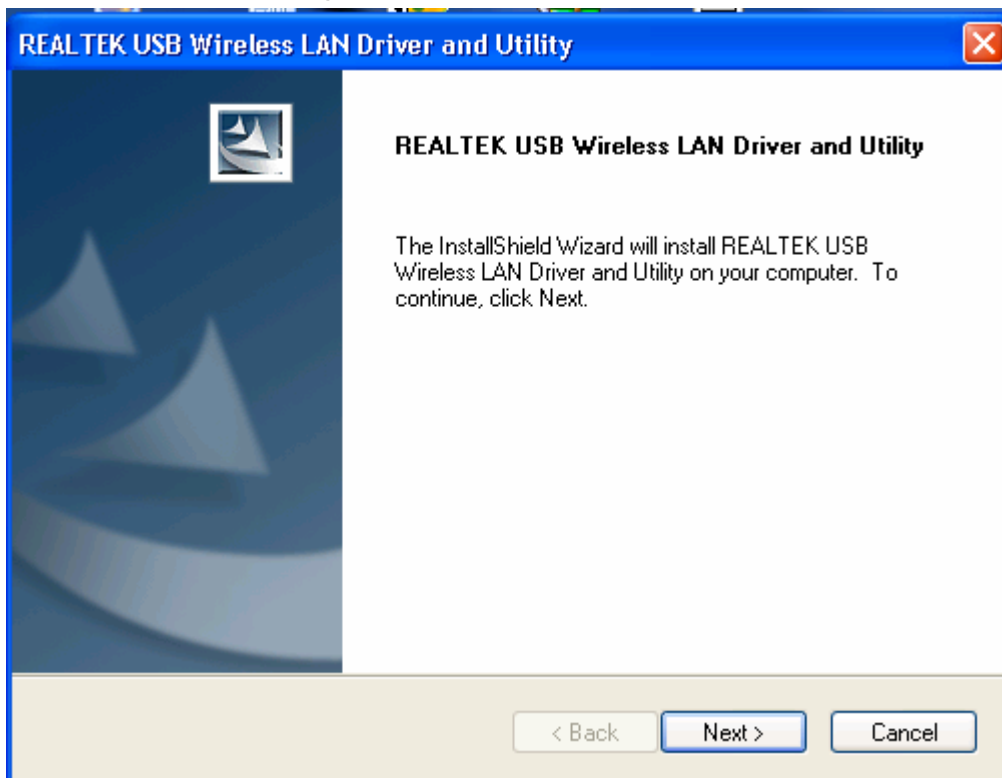 REALTEK USB Wireless LAN Driver and Utility
REALTEK USB Wireless LAN Driver and Utility
The InstallShield Wizard will install REALTEK USB
Wireless LAN Driver and Utility on your computer.  To
continue, click Next.
< Back
Next >
Cancel